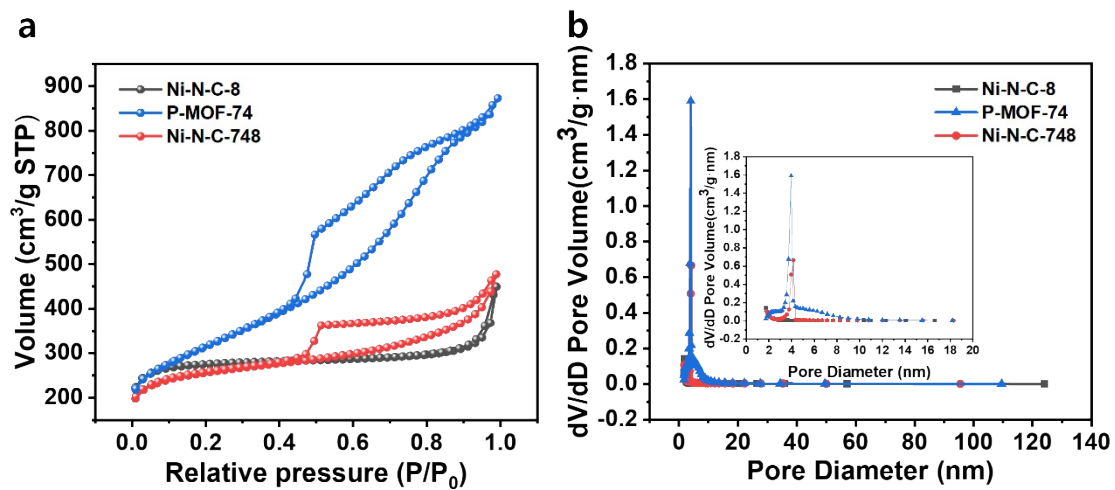 a
Ni-N-C-8
P-MOF-74
Ni-N-C-748
900
800
700
600
500
400
300
200
Volume (cm³/g STP)
0.0 0.2 0.4 0.6 0.8 1.0
Relative pressure (P/P₀)
b
Ni-N-C-8
P-MOF-74
Ni-N-C-748
1.8
1.6
1.4
1.2
1.0
0.8
0.6
0.4
0.2
0.0
-0.2
dV/dD Pore Volume(cm³/g·nm)
0 20 40 60 80 100 120 140
Pore Diameter (nm)
1.8
1.6
1.4
1.2
1.0
0.8
0.6
0.4
0.2
0.0
-0.2
dV/dD Pore Volume(cm³/g·nm)
0 2 4 6 8 10 12 14 16 18 20
Pore Diameter (nm)